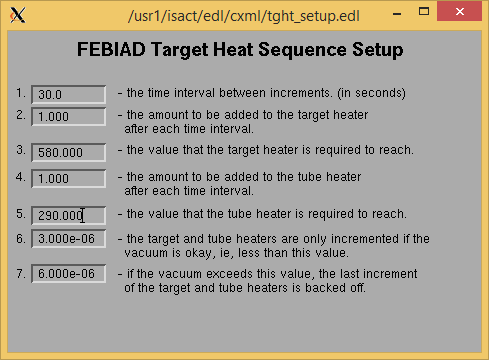 /usr1/isact/edl/cxml/tght_setup.edl
FEBIAD Target Heat Sequence Setup
1. 30.0 - the time interval between increments. (in seconds)
2. 1.000 - the amount to be added to the target heater
after each time interval.
3. 580.000 - the value that the target heater is required to reach.
4. 1.000 - the amount to be added to the tube heater
after each time interval.
5. 290.000 - the value that the tube heater is required to reach.
6. 3.000e-06 - the target and tube heaters are only incremented if the
vacuum is okay, ie, less than this value.
7. 6.000e-06 - if the vacuum exceeds this value, the last increment
of the target and tube heaters is backed off.